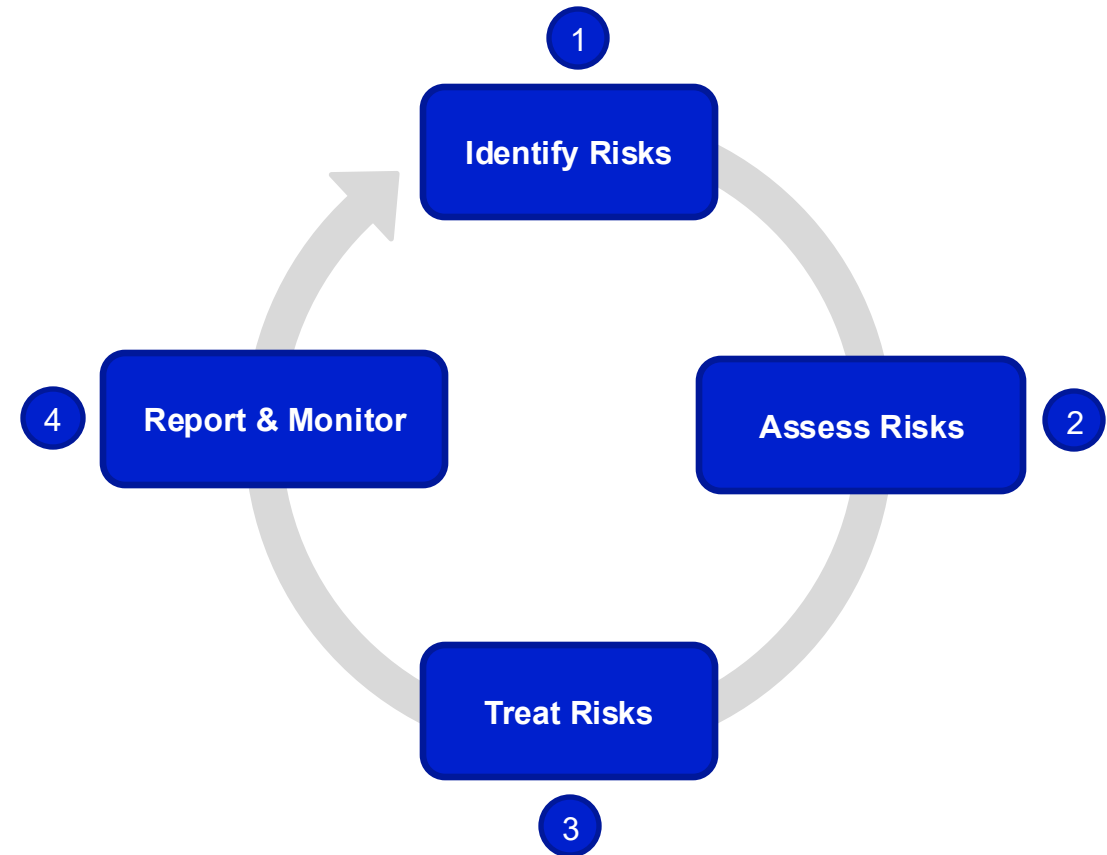 1
Identify Risks
2
Assess Risks
3
Treat Risks
4
Report & Monitor